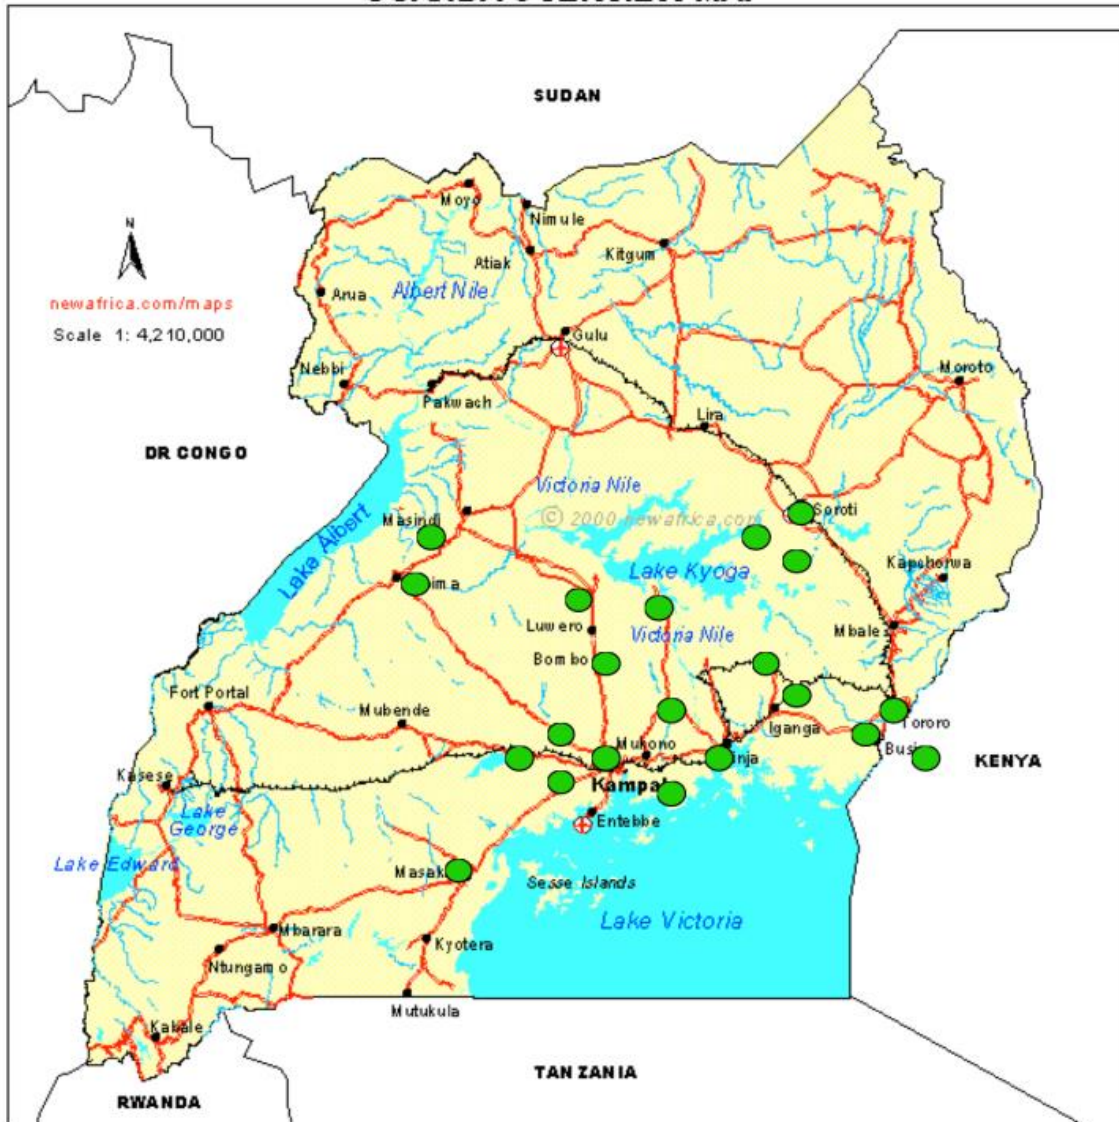 SUDAN
Moyo
Nimule
N
Atiak
Kitgum
newafrica.com/maps
Arua
Albert Nile
Scale 1: 4,210,000
Gulu
Nebbi
Moroto
Pakwach
Lira
DR CONGO
Victoria Nile
© 2000 newafrica.com
Soroti
Masindi
Lake Albert
Lake Kyoga
Kapchorwa
ima
Luwero
Victoria Nile
Mbale
Bombo
Fort Portal
Mubende
Iganga
Tororo
Mukono
Busi
inja
KENYA
Kasese
Kampal
Lake
George
Entebbe
Lake Edward
Masak
Sesse Islands
Lake Victoria
Mbarara
Kyotera
Ntungamo
Mutukula
Kabale
TANZANIA
RWANDA